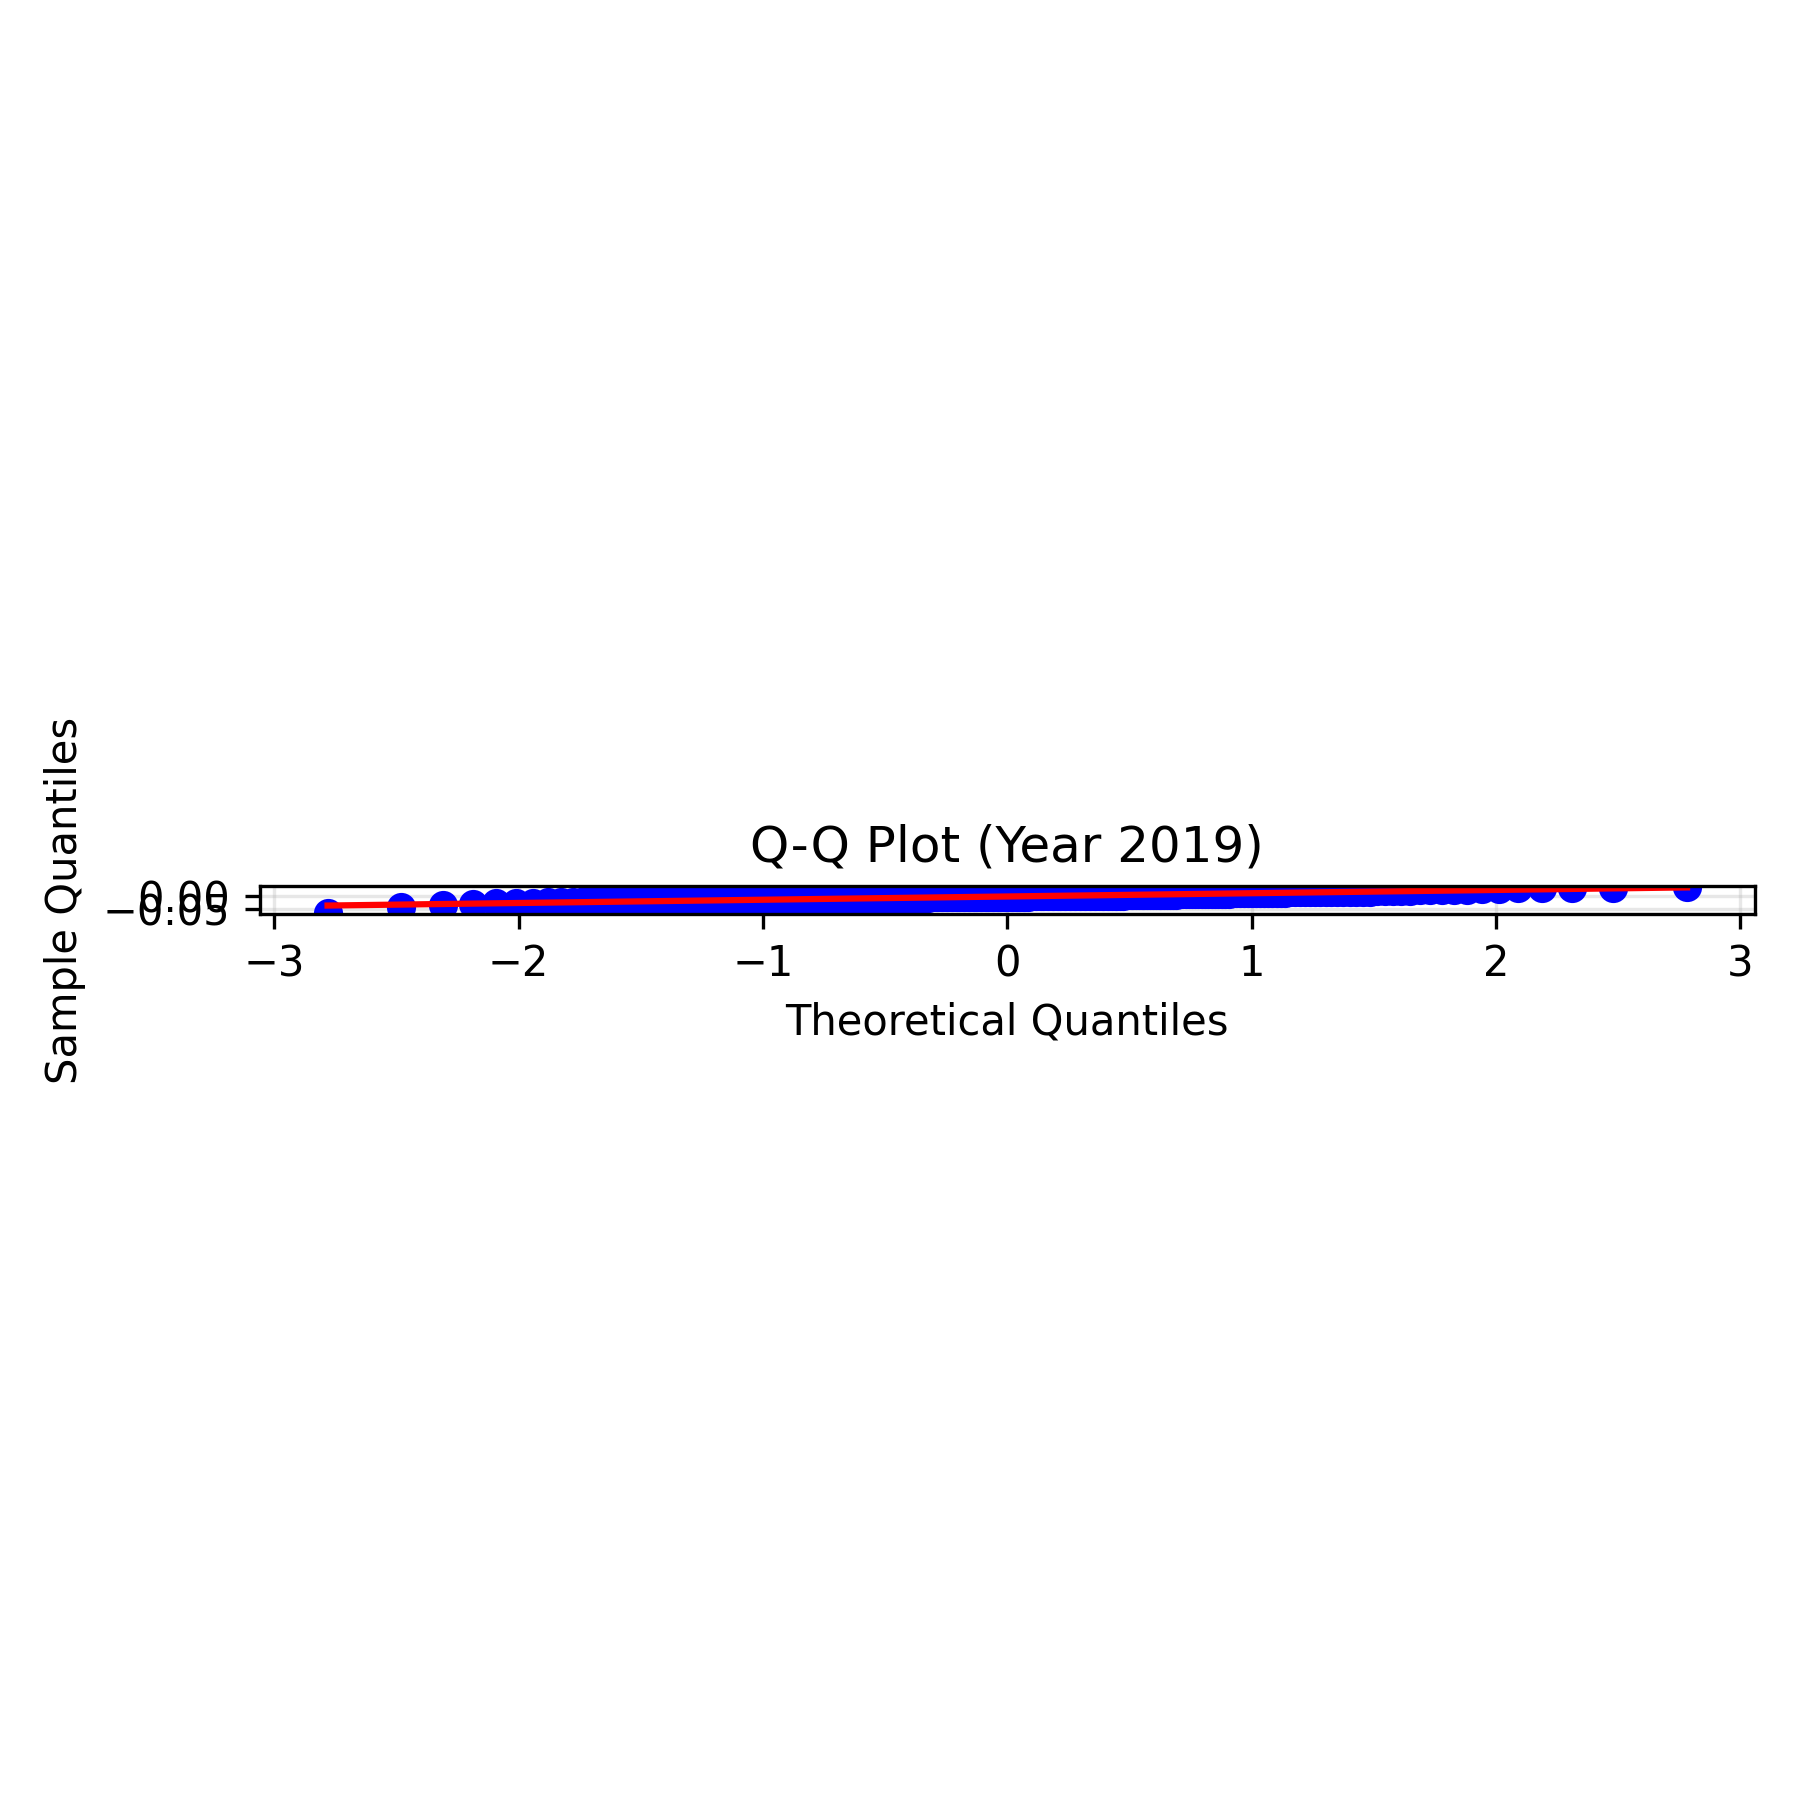 Q-Q Plot (Year 2019)
Sample Quantiles
0.00
−0.05
−3 −2 −1 0 1 2 3
Theoretical Quantiles